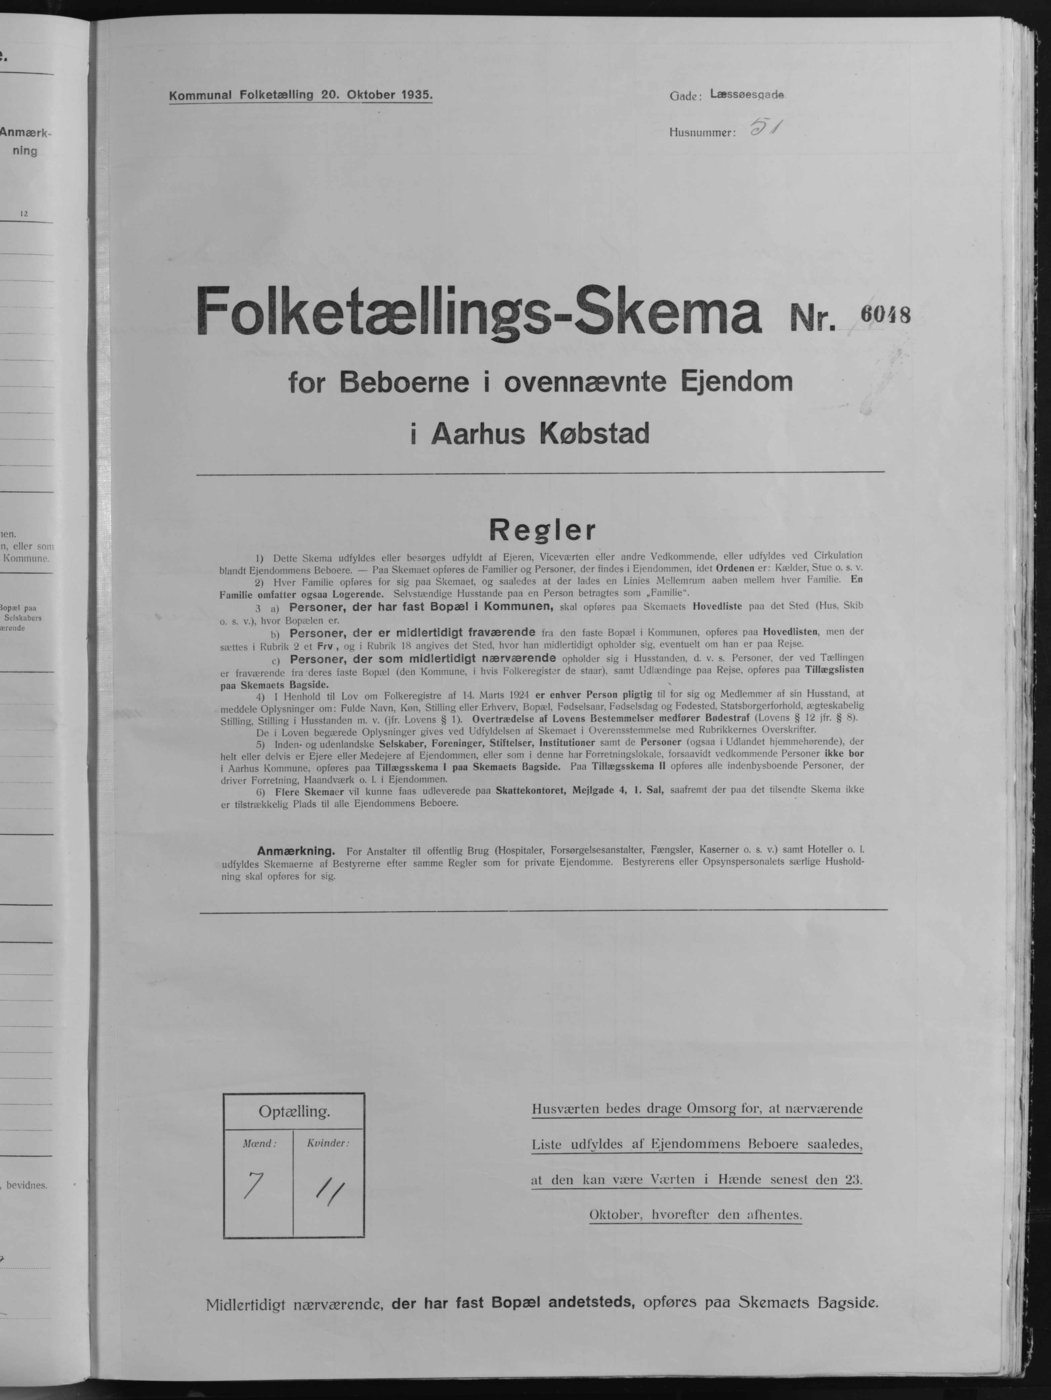 Kommunal Folketælling 20. Oktober 1935.
Gade: Læssøesgade
Husnummer: 51
Folketællings-Skema Nr. 6048
for Beboerne i ovennævnte Ejendom
i Aarhus Købstad
Regler
1) Dette Skema udfyldes eller besørges udfyldt af Ejeren, Viceværten eller andre Vedkommende, eller udfyldes ved Cirkulation
blandt Ejendommens Beboere. — Paa Skemaet opføres de Familier og Personer, der findes i Ejendommen, idet Ordenen er: Kælder, Stue o. s. v.
2) Hver Familie opføres for sig paa Skemaet, og saaledes at der lades en Linies Mellemrum aaben mellem hver Familie. En
Familie omfatter ogsaa Logerende. Selvstændige Husstande paa en Person betragtes som „Familie".
3 a) Personer, der har fast Bopæl i Kommunen, skal opføres paa Skemaets Hovedliste paa det Sted (Hus, Skib
o. s. v.), hvor Bopælen er.
b) Personer, der er midlertidigt fraværende fra den faste Bopæl i Kommunen, opføres paa Hovedlisten, men der
sættes i Rubrik 2 et Frv., og i Rubrik 18 angives det Sted, hvor han midlertidigt opholder sig, eventuelt om han er paa Rejse.
c) Personer, der som midlertidigt nærværende opholder sig i Husstanden, d. v. s. Personer, der ved Tællingen
er fraværende fra deres faste Bopæl (den Kommune, i hvis Folkeregister de staar), samt Udlændinge paa Rejse, opføres paa Tillægslisten
paa Skemaets Bagside.
4) I Henhold til Lov om Folkeregistre af 14. Marts 1924 er enhver Person pligtig til for sig og Medlemmer af sin Husstand, at
meddele Oplysninger om: Fulde Navn, Køn, Stilling eller Erhverv, Bopæl, Fødselsaar, Fødselsdag og Fødested, Statsborgerforhold, ægteskabelig
Stilling, Stilling i Husstanden m. v. (jfr. Lovens § 1). Overtrædelse af Lovens Bestemmelser medfører Bødestraf (Lovens § 12 jfr. § 8).
De i Loven begærede Oplysninger gives ved Udfyldelsen af Skemaet i Overensstemmelse med Rubrikkernes Overskrifter.
5) Inden- og udenlandske Selskaber, Foreninger, Stiftelser, Institutioner samt de Personer (ogsaa i Udlandet hjemmehørende), der
helt eller delvis er Ejere eller Medejere af Ejendommen, eller som i denne har Forretningslokale, forsaavidt vedkommende Personer ikke bor
i Aarhus Kommune, opføres paa Tillægsskema I paa Skemaets Bagside. Paa Tillægsskema II opføres alle indenbysboende Personer, der
driver Forretning, Haandværk o. l. i Ejendommen.
6) Flere Skemaer vil kunne faas udleverede paa Skattekontoret, Mejlgade 4, 1. Sal, saafremt der paa det tilsendte Skema ikke
er tilstrækkelig Plads til alle Ejendommens Beboere.
Anmærkning. For Anstalter til offentlig Brug (Hospitaler, Forsørgelsesanstalter, Fængsler, Kaserner o. s. v.) samt Hoteller o. l.
udfyldes Skemaerne af Bestyrerne efter samme Regler som for private Ejendomme. Bestyrerens eller Opsynspersonalets særlige Hushold-
ning skal opføres for sig.
Optælling.
Mænd: Kvinder:
7 11
Husværten bedes drage Omsorg for, at nærværende
Liste udfyldes af Ejendommens Beboere saaledes,
at den kan være Værten i Hænde senest den 23.
Oktober, hvorefter den afhentes.
Midlertidigt nærværende, der har fast Bopæl andetsteds, opføres paa Skemaets Bagside.
Anmærk-
ning
12
n, eller som
Kommune.
Bopæl paa
Selskabers
, bevidnes.